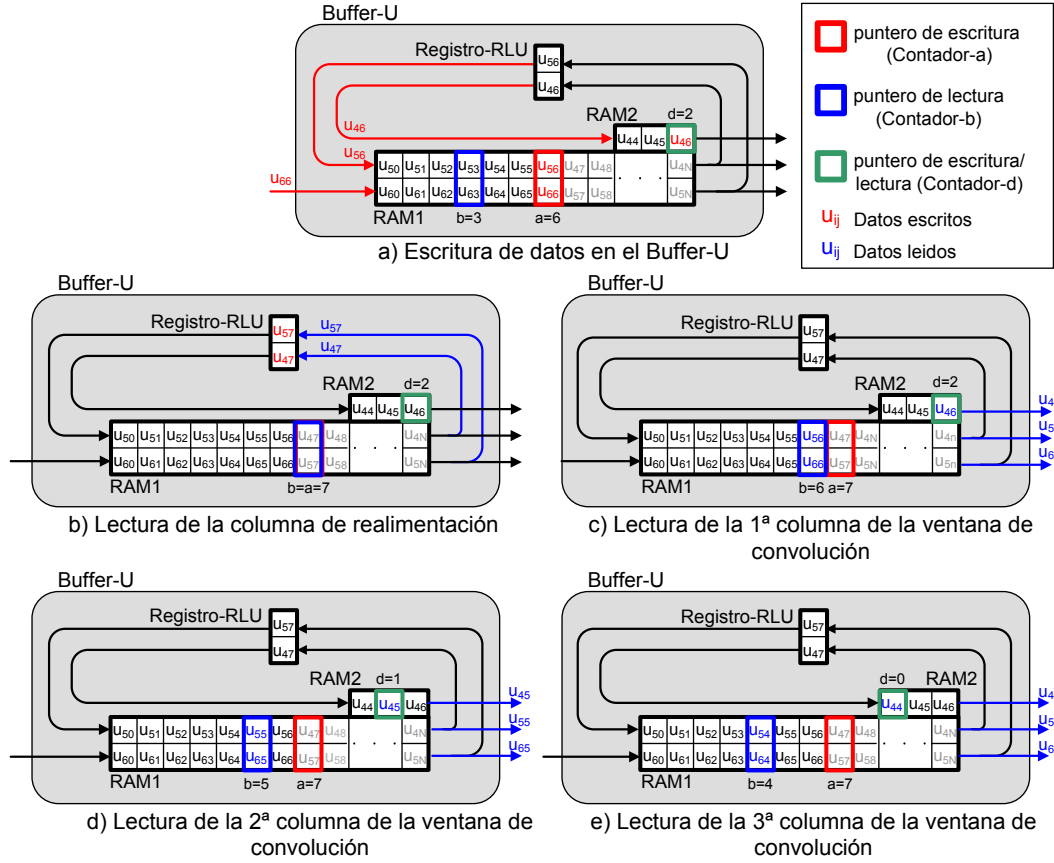 Buffer-U
Registro-RLU
u56
u46
RAM2 d=2
u46
u44 u45 u46
u56
u50 u51 u52 u53 u54 u55 u56 u47 u48 . . . u4N
u66
u60 u61 u62 u63 u64 u65 u66 u57 u58 u5N
RAM1 b=3 a=6
a) Escritura de datos en el Buffer-U
puntero de escritura
(Contador-a)
puntero de lectura
(Contador-b)
puntero de escritura/
lectura (Contador-d)
uij Datos escritos
uij Datos leidos
Buffer-U
Registro-RLU
u57 u57
u47 u47
RAM2 d=2
u44 u45 u46
u50 u51 u52 u53 u54 u55 u56 u47 u48 . . . u4N
u60 u61 u62 u63 u64 u65 u66 u57 u58 u5N
RAM1 b=a=7
b) Lectura de la columna de realimentación
Buffer-U
Registro-RLU
u57
u47
RAM2 d=2
u44 u45 u46 u4
u50 u51 u52 u53 u54 u55 u56 u47 u4N . . . u4n u5
u60 u61 u62 u63 u64 u65 u66 u57 u5N u5n u6
RAM1 b=6 a=7
c) Lectura de la 1ª columna de la ventana de
convolución
Buffer-U
Registro-RLU
u57
u47
RAM2 d=1
u44 u45 u46 u45
u50 u51 u52 u53 u54 u55 u56 u47 u48 . . . u4N u55
u60 u61 u62 u63 u64 u65 u66 u57 u58 u5N u65
RAM1 b=5 a=7
d) Lectura de la 2ª columna de la ventana de
convolución
Buffer-U
Registro-RLU
u57
u47
d=0 RAM2
u44 u45 u46 u4
u50 u51 u52 u53 u54 u55 u56 u47 u48 . . . u4N u5
u60 u61 u62 u63 u64 u65 u66 u57 u58 u5N u6
RAM1 b=4 a=7
e) Lectura de la 3ª columna de la ventana de
convolución